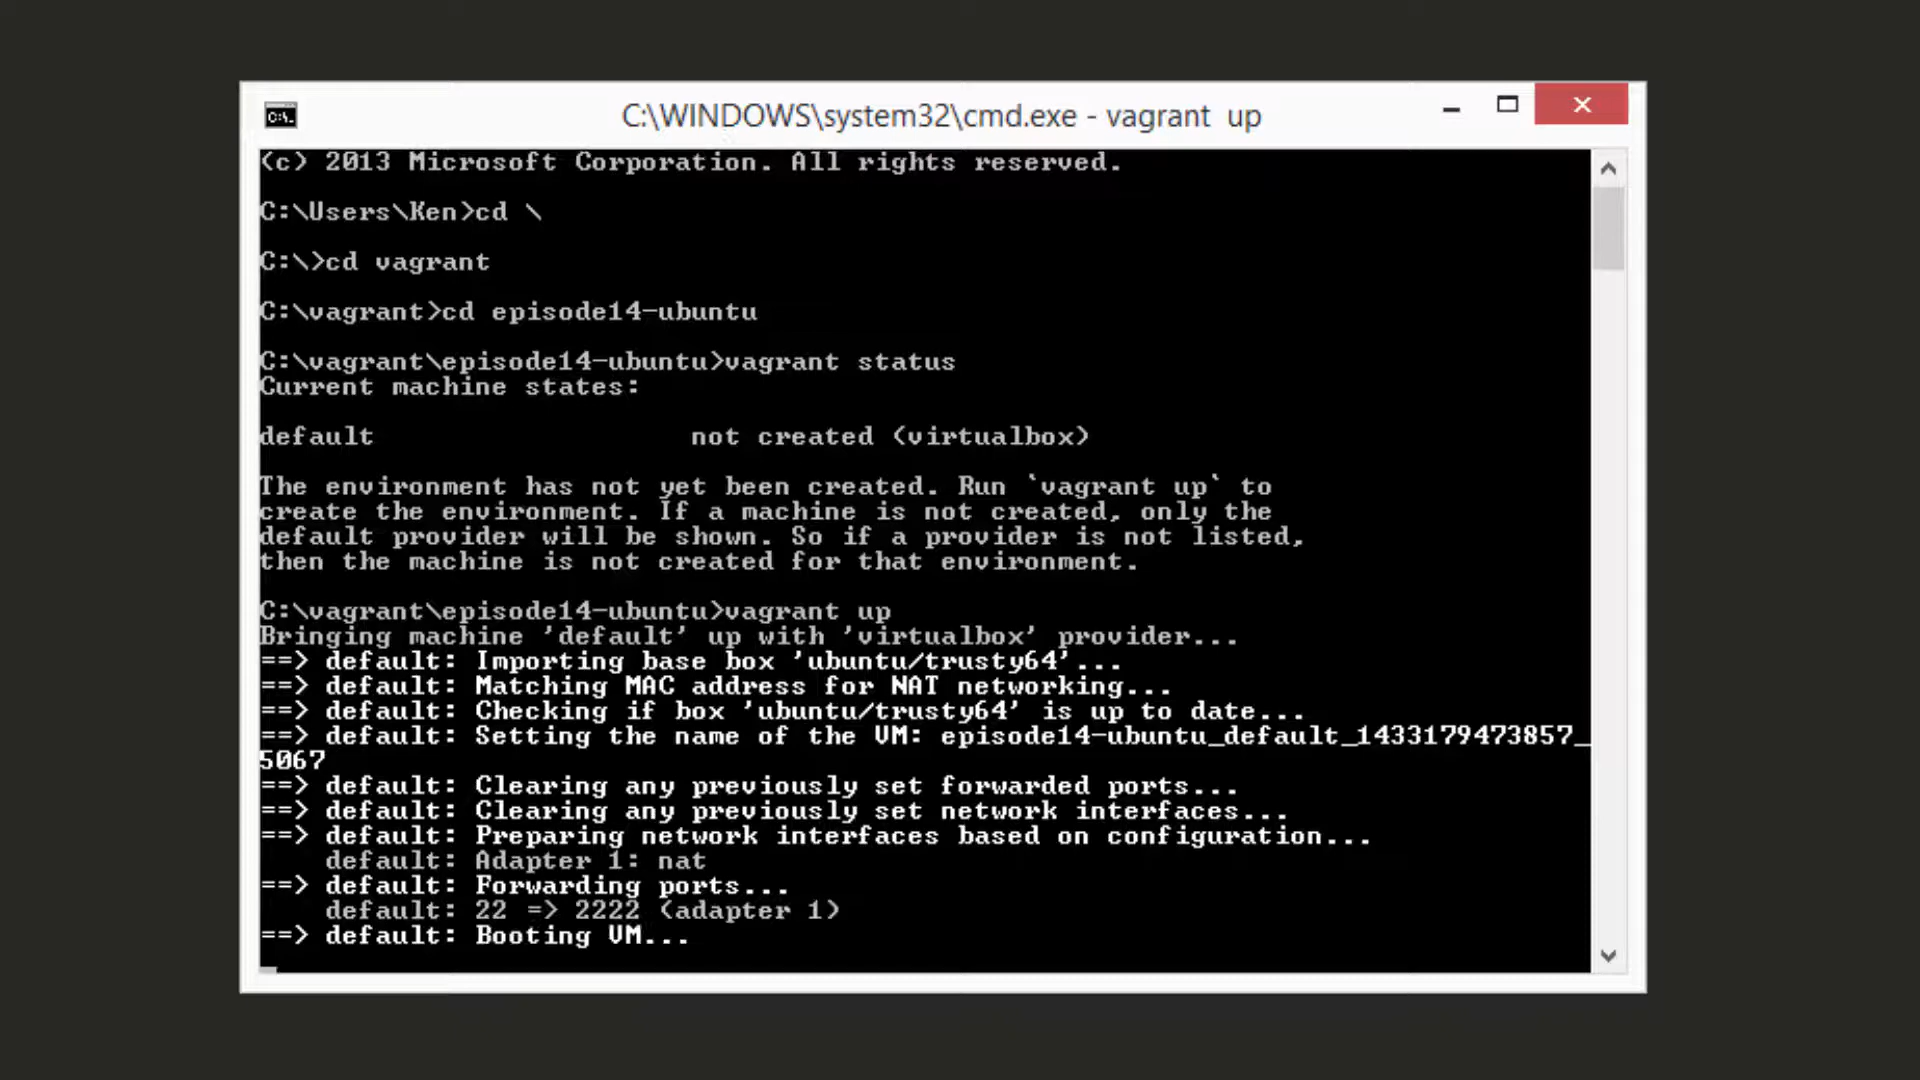 C:\WINDOWS\system32\cmd.exe - vagrant  up
(c) 2013 Microsoft Corporation. All rights reserved.
C:\Users\Ken>cd \
C:\>cd vagrant
C:\vagrant>cd episode14-ubuntu
C:\vagrant\episode14-ubuntu>vagrant status
Current machine states:
default                   not created (virtualbox)
The environment has not yet been created. Run `vagrant up` to
create the environment. If a machine is not created, only the
default provider will be shown. So if a provider is not listed,
then the machine is not created for that environment.
C:\vagrant\episode14-ubuntu>vagrant up
Bringing machine 'default' up with 'virtualbox' provider...
==> default: Importing base box 'ubuntu/trusty64'...
==> default: Matching MAC address for NAT networking...
==> default: Checking if box 'ubuntu/trusty64' is up to date...
==> default: Setting the name of the VM: episode14-ubuntu_default_1433179473857_
5067
==> default: Clearing any previously set forwarded ports...
==> default: Clearing any previously set network interfaces...
==> default: Preparing network interfaces based on configuration...
    default: Adapter 1: nat
==> default: Forwarding ports...
    default: 22 => 2222 (adapter 1)
==> default: Booting VM...